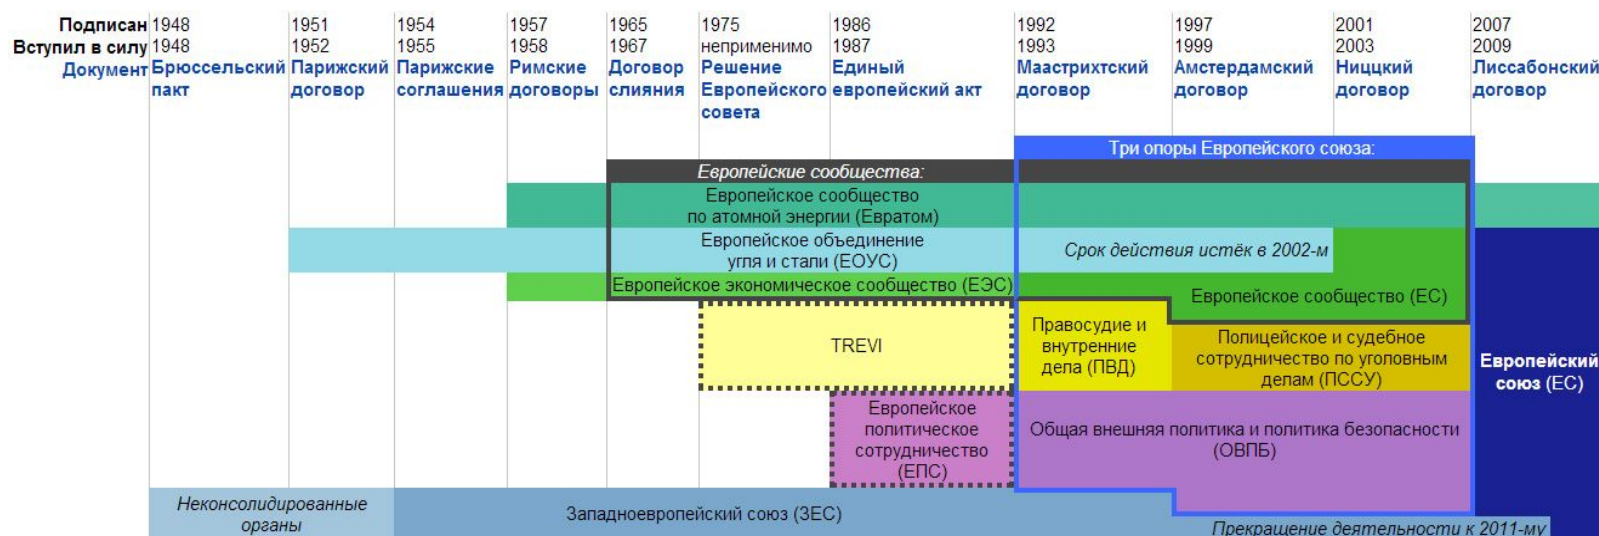 Подписан 1948 1951 1954 1957 1965 1975 1986 1992 1997 2001 2007
Вступил в силу 1948 1952 1955 1958 1967 неприменимо 1987 1993 1999 2003 2009
Документ Брюссельский Парижский Парижские Римские Договор Решение Единый Маастрихтский Амстердамский Ниццкий Лиссабонский
пакт договор соглашения договоры слияния Европейского европейский акт договор договор договор договор
совета
Три опоры Европейского союза:
Европейские сообщества:
Европейское сообщество
по атомной энергии (Евратом)
Европейское объединение
угля и стали (ЕОУС)
Срок действия истёк в 2002-м
Европейское экономическое сообщество (ЕЭС)
Европейское сообщество (ЕС)
TREVI
Правосудие и
внутренние
дела (ПВД)
Полицейское и судебное
сотрудничество по уголовным
делам (ПССУ)
Европейский
союз (ЕС)
Европейское
политическое
сотрудничество
(ЕПС)
Общая внешняя политика и политика безопасности
(ОВПБ)
Неконсолидированные
органы
Западноевропейский союз (ЗЕС)
Прекращение деятельности к 2011-му